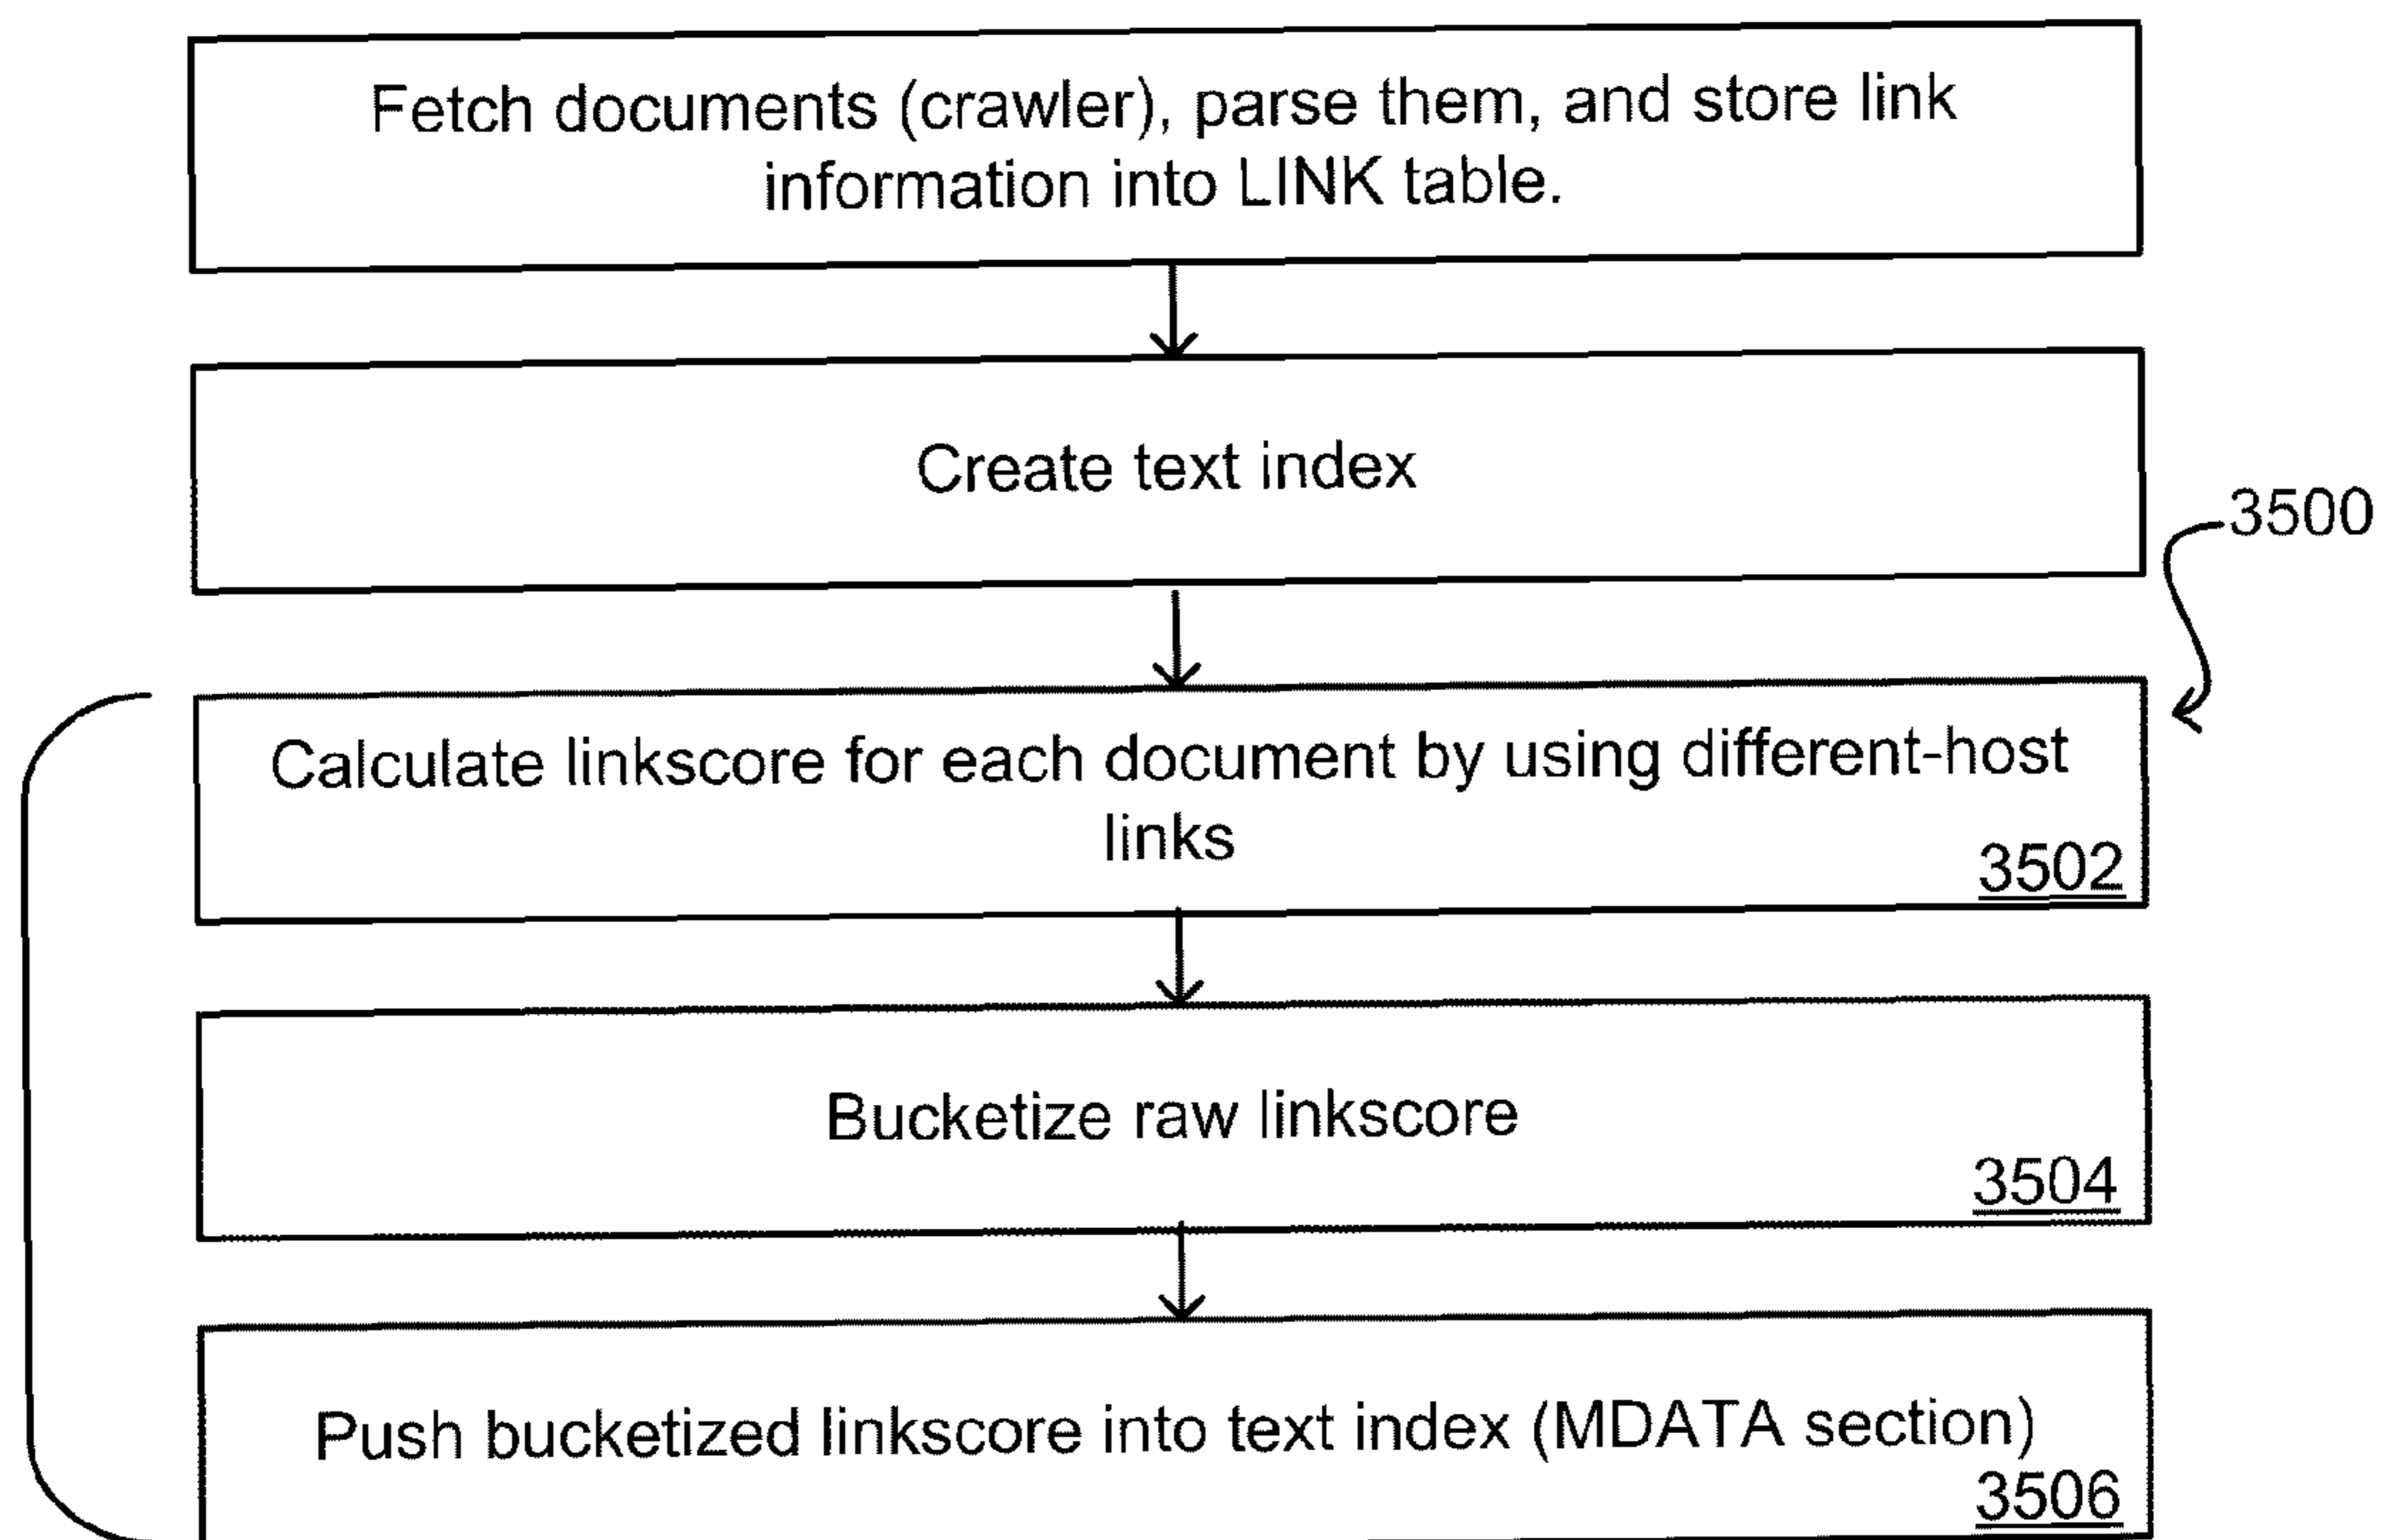 Fetch documents (crawler), parse them, and store link
information into LINK table.
Create text index
3500
Calculate linkscore for each document by using different-host
links
3502
Bucketize raw linkscore
3504
Push bucketized linkscore into text index (MDATA section)
3506